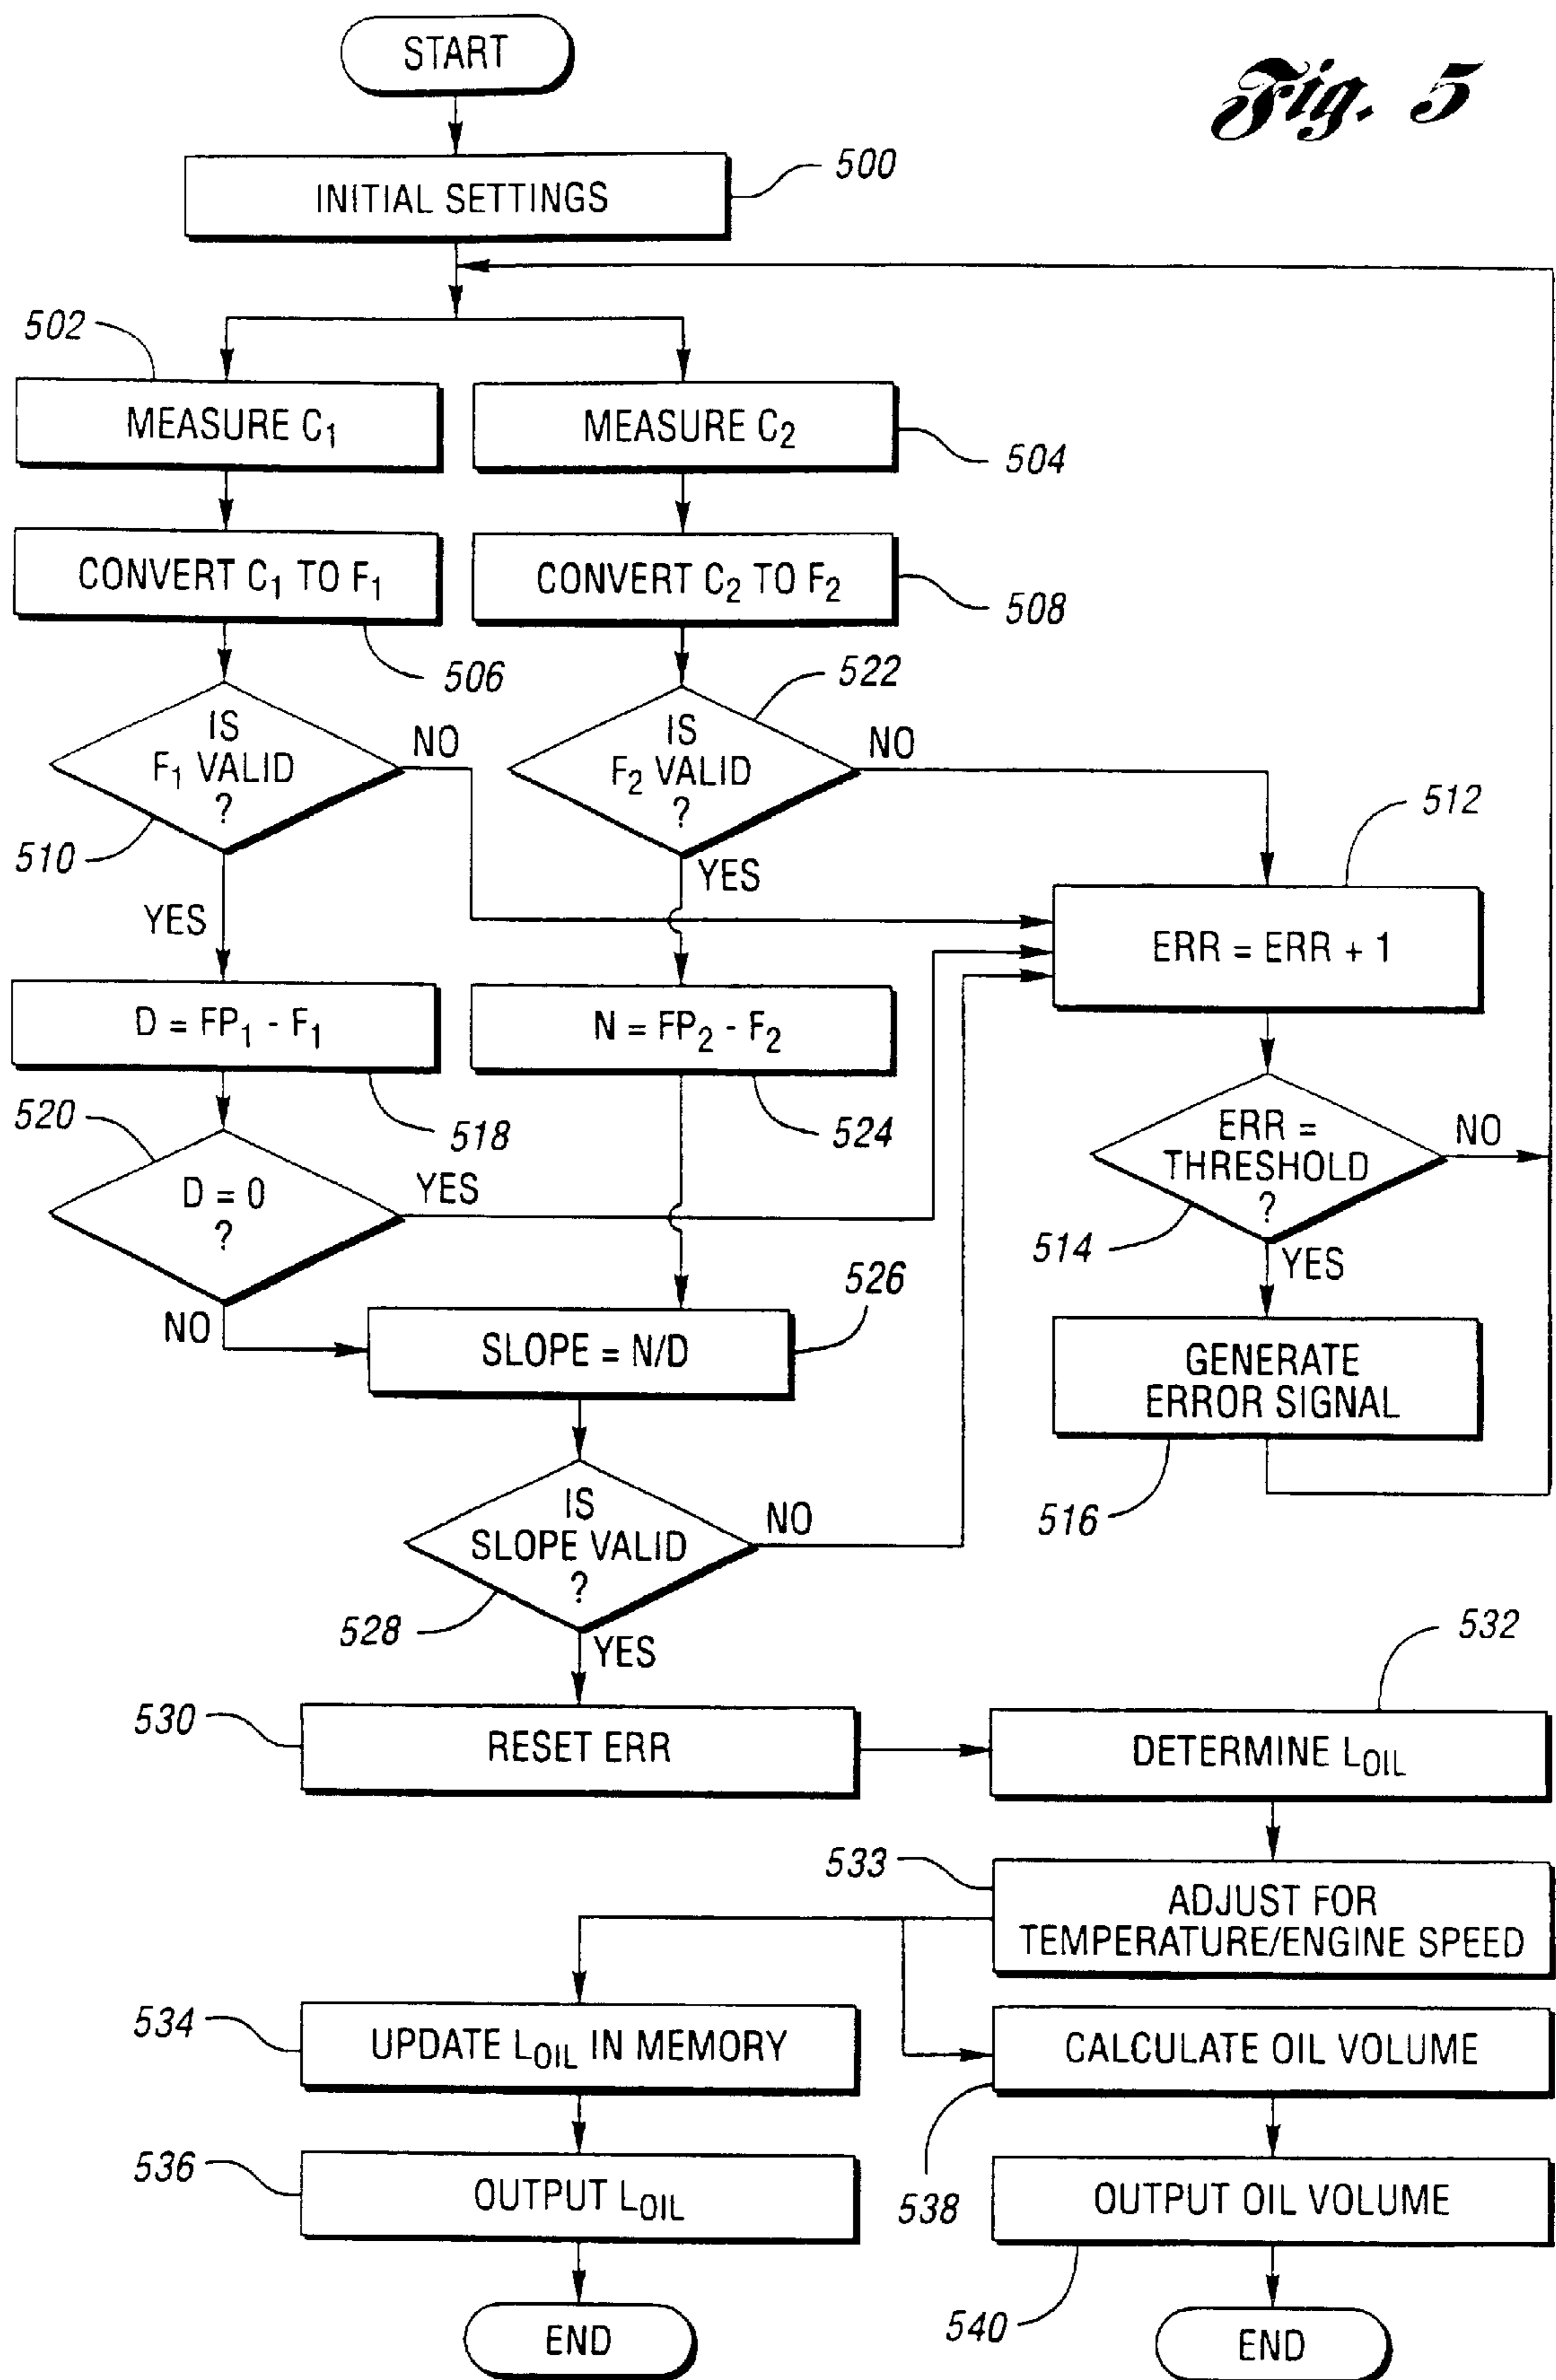 START
Fig. 5
500
INITIAL SETTINGS
502
MEASURE C₁
MEASURE C₂
504
CONVERT C₁ TO F₁
CONVERT C₂ TO F₂
508
506
522
IS
F₁ VALID
?
NO
IS
F₂ VALID
?
NO
512
510
YES
YES
ERR = ERR + 1
D = FP₁ - F₁
N = FP₂ - F₂
520
518
524
ERR =
THRESHOLD
?
NO
D = 0
?
YES
514
YES
526
NO
SLOPE = N/D
GENERATE
ERROR SIGNAL
IS
SLOPE VALID
?
NO
516
528
YES
532
530
RESET ERR
DETERMINE L_OIL
533
ADJUST FOR
TEMPERATURE/ENGINE SPEED
534
UPDATE L_OIL IN MEMORY
CALCULATE OIL VOLUME
536
OUTPUT L_OIL
538
OUTPUT OIL VOLUME
540
END
END